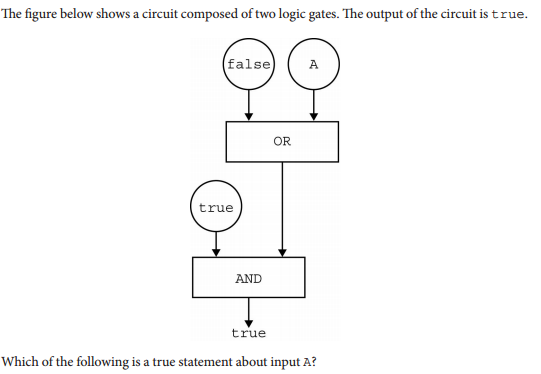 The figure below shows a circuit composed of two logic gates. The output of the circuit is true.
false A
OR
true
AND
true
Which of the following is a true statement about input A?